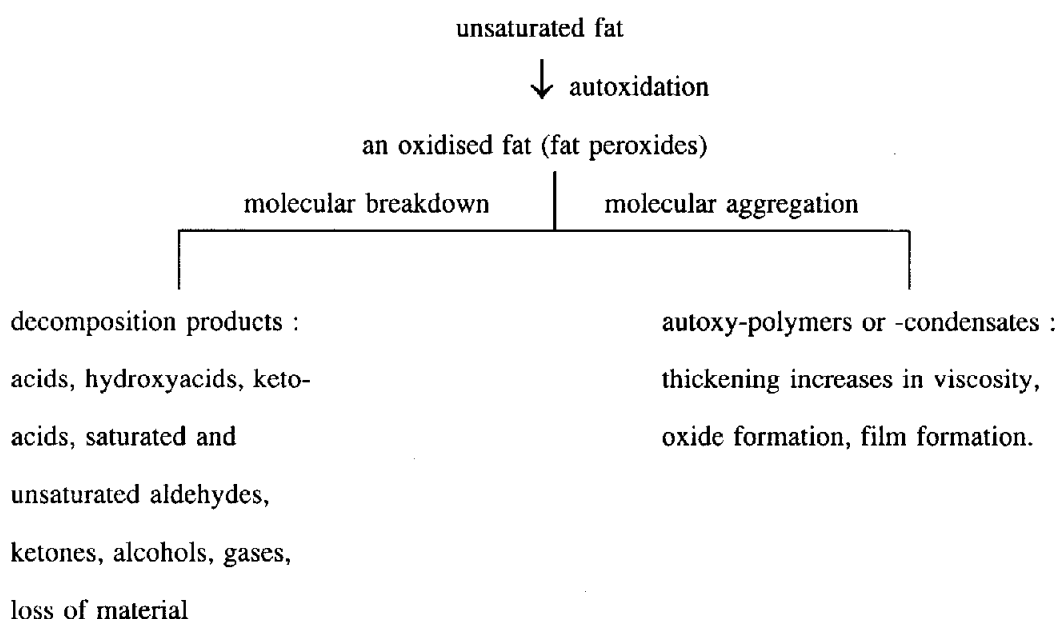 unsaturated fat
autoxidation
an oxidised fat (fat peroxides)
molecular breakdown
molecular aggregation
decomposition products :
acids, hydroxyacids, keto-
acids, saturated and
unsaturated aldehydes,
ketones, alcohols, gases,
loss of material
autoxy-polymers or -condensates :
thickening increases in viscosity,
oxide formation, film formation.